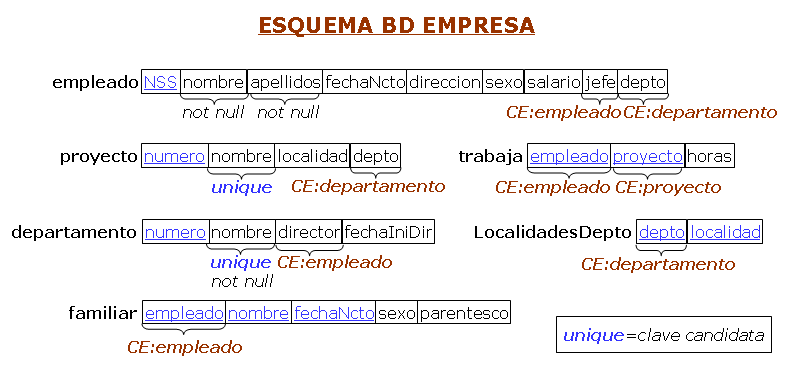 ESQUEMA BD EMPRESA
empleado NSS nombre apellidos fechaNcto direccion sexo salario jefe depto
not null not null CE:empleado CE:departamento
proyecto numero nombre localidad depto
unique CE:departamento
trabaja empleado proyecto horas
CE:empleado CE:proyecto
departamento numero nombre director fechaIniDir
unique CE:empleado
not null
LocalidadesDepto depto localidad
CE:departamento
familiar empleado nombre fechaNcto sexo parentesco
CE:empleado
unique=clave candidata